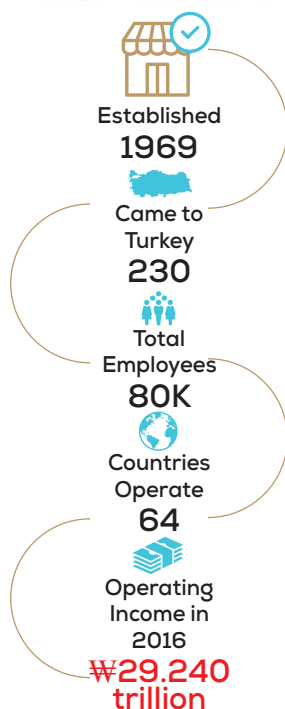 Established
1969
Came to
Turkey
230
Total
Employees
80K
Countries
Operate
64
Operating
Income in
2016
₩29.240
trillion